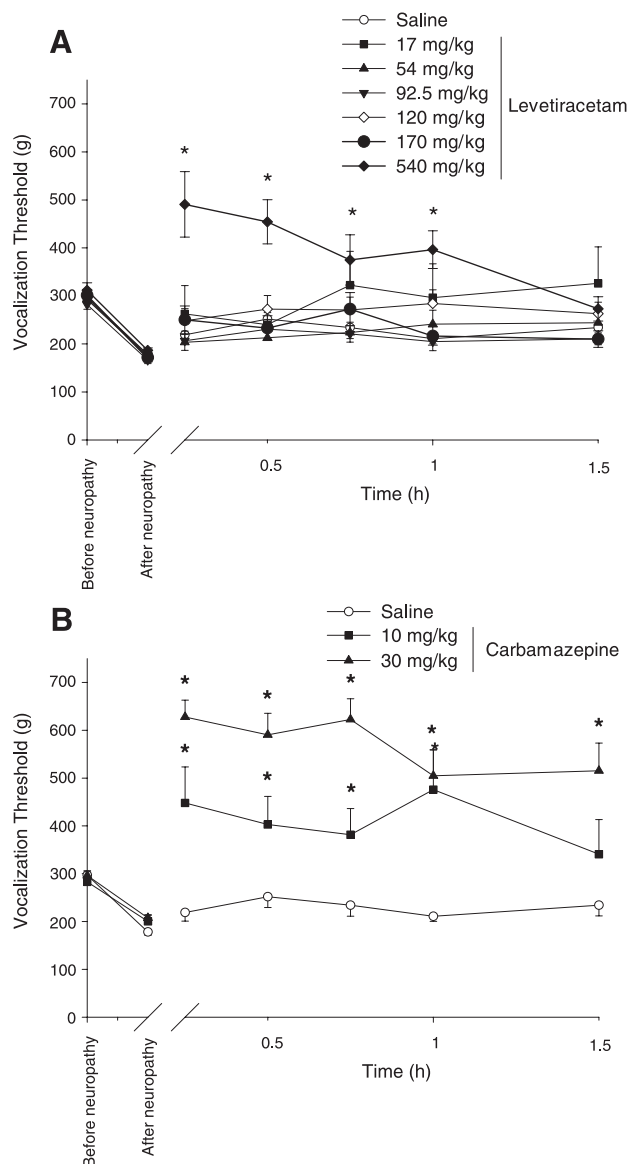 A
Saline
17 mg/kg
54 mg/kg
92.5 mg/kg
120 mg/kg
170 mg/kg
540 mg/kg
Levetiracetam
Vocalization Threshold (g)
700
600
500
400
300
200
100
0
* * * *
Before neuropathy
After neuropathy
0.5 1 1.5
Time (h)
B
Saline
10 mg/kg
30 mg/kg
Carbamazepine
Vocalization Threshold (g)
700
600
500
400
300
200
100
0
* * * * *
* * * *
Before neuropathy
After neuropathy
0.5 1 1.5
Time (h)